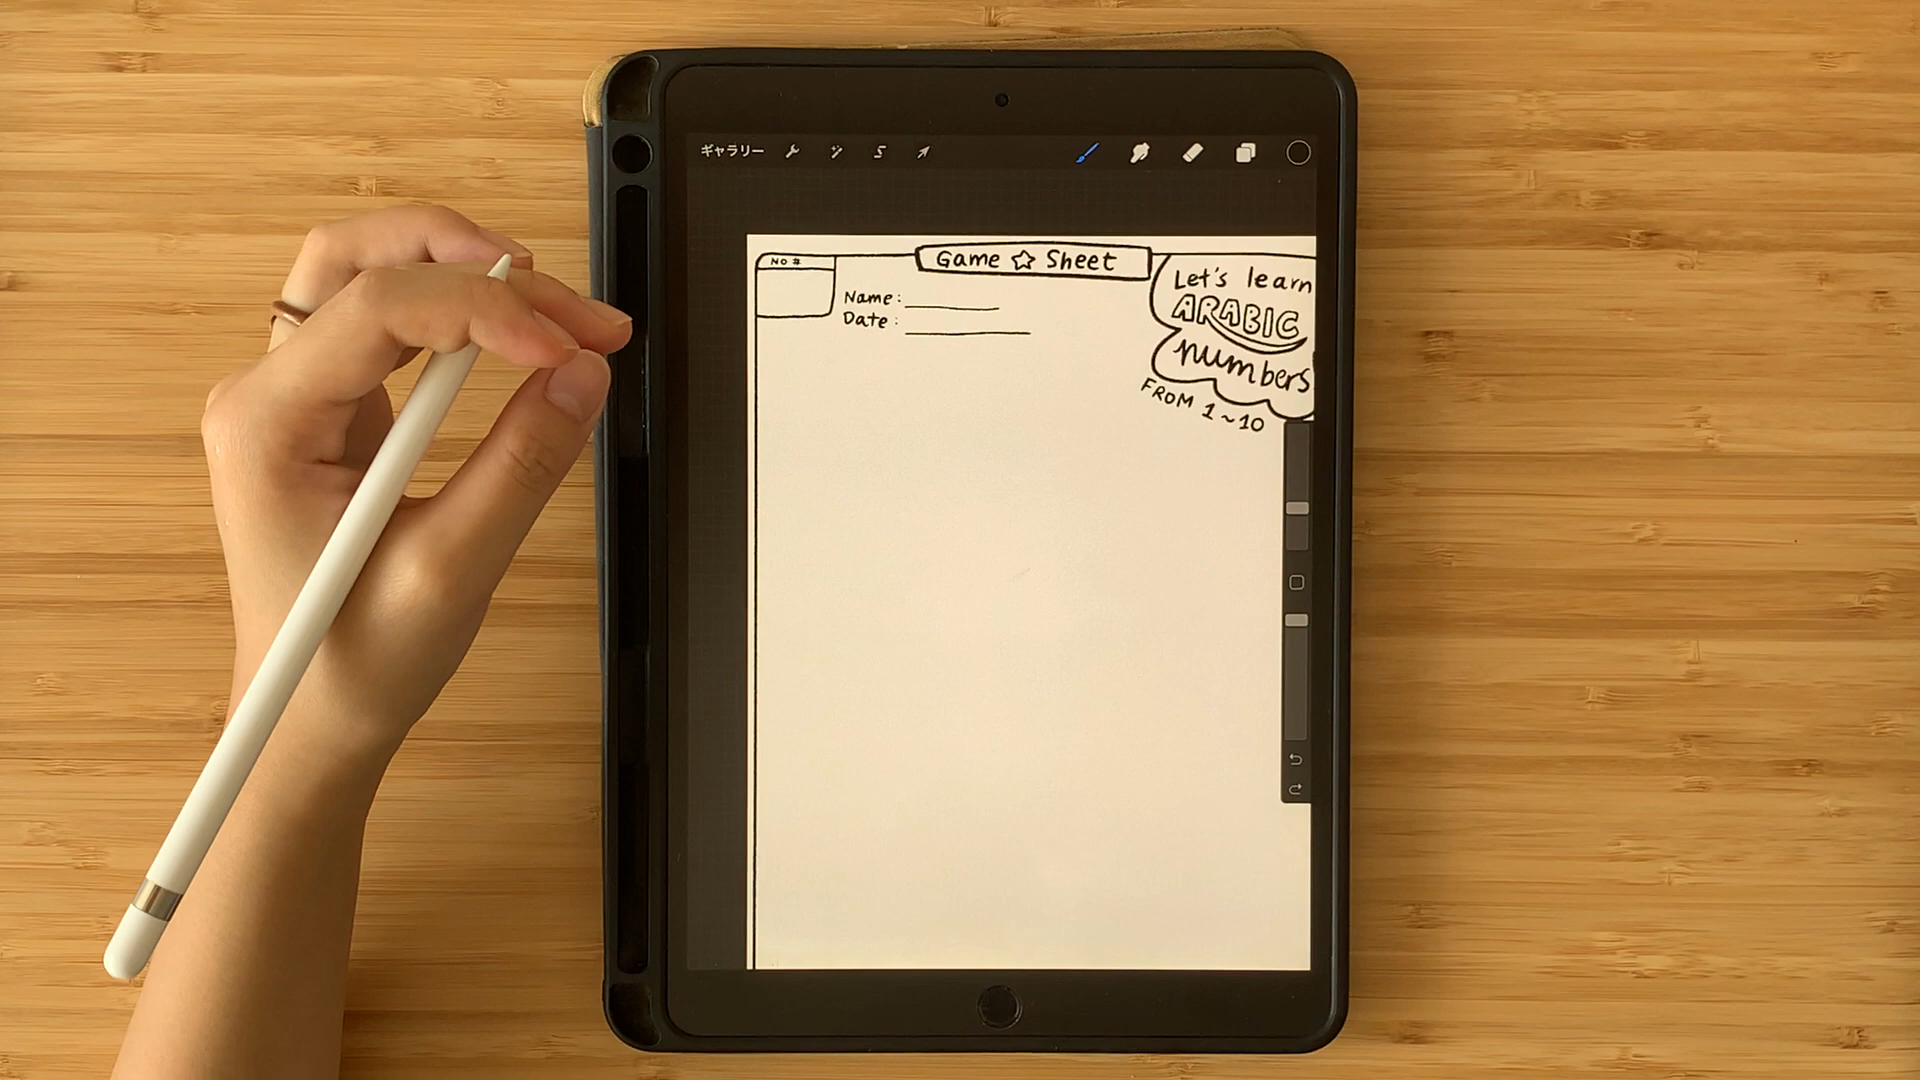 ギャラリー
No #
Game ☆ Sheet
Name:
Date:
Let's learn
ARABIC
numbers
FROM 1~10